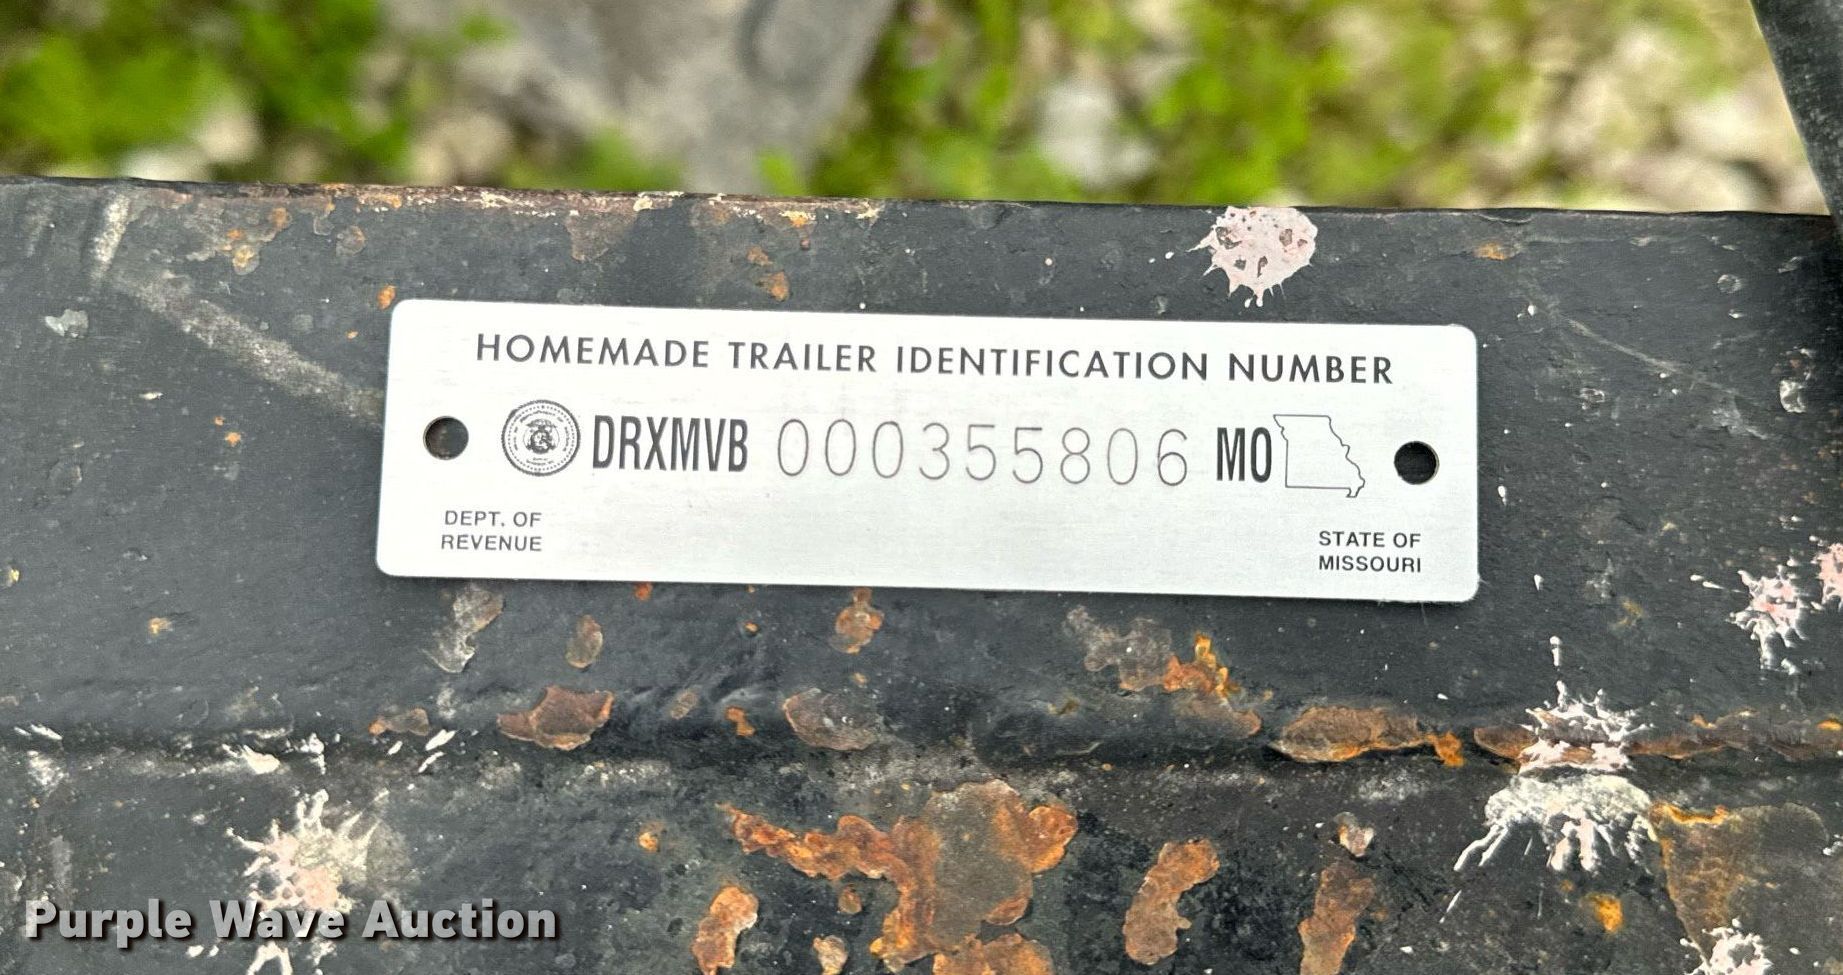 HOMEMADE TRAILER IDENTIFICATION NUMBER
DRXMVB 000355806 MO
DEPT. OF
REVENUE
STATE OF
MISSOURI
Purple Wave Auction